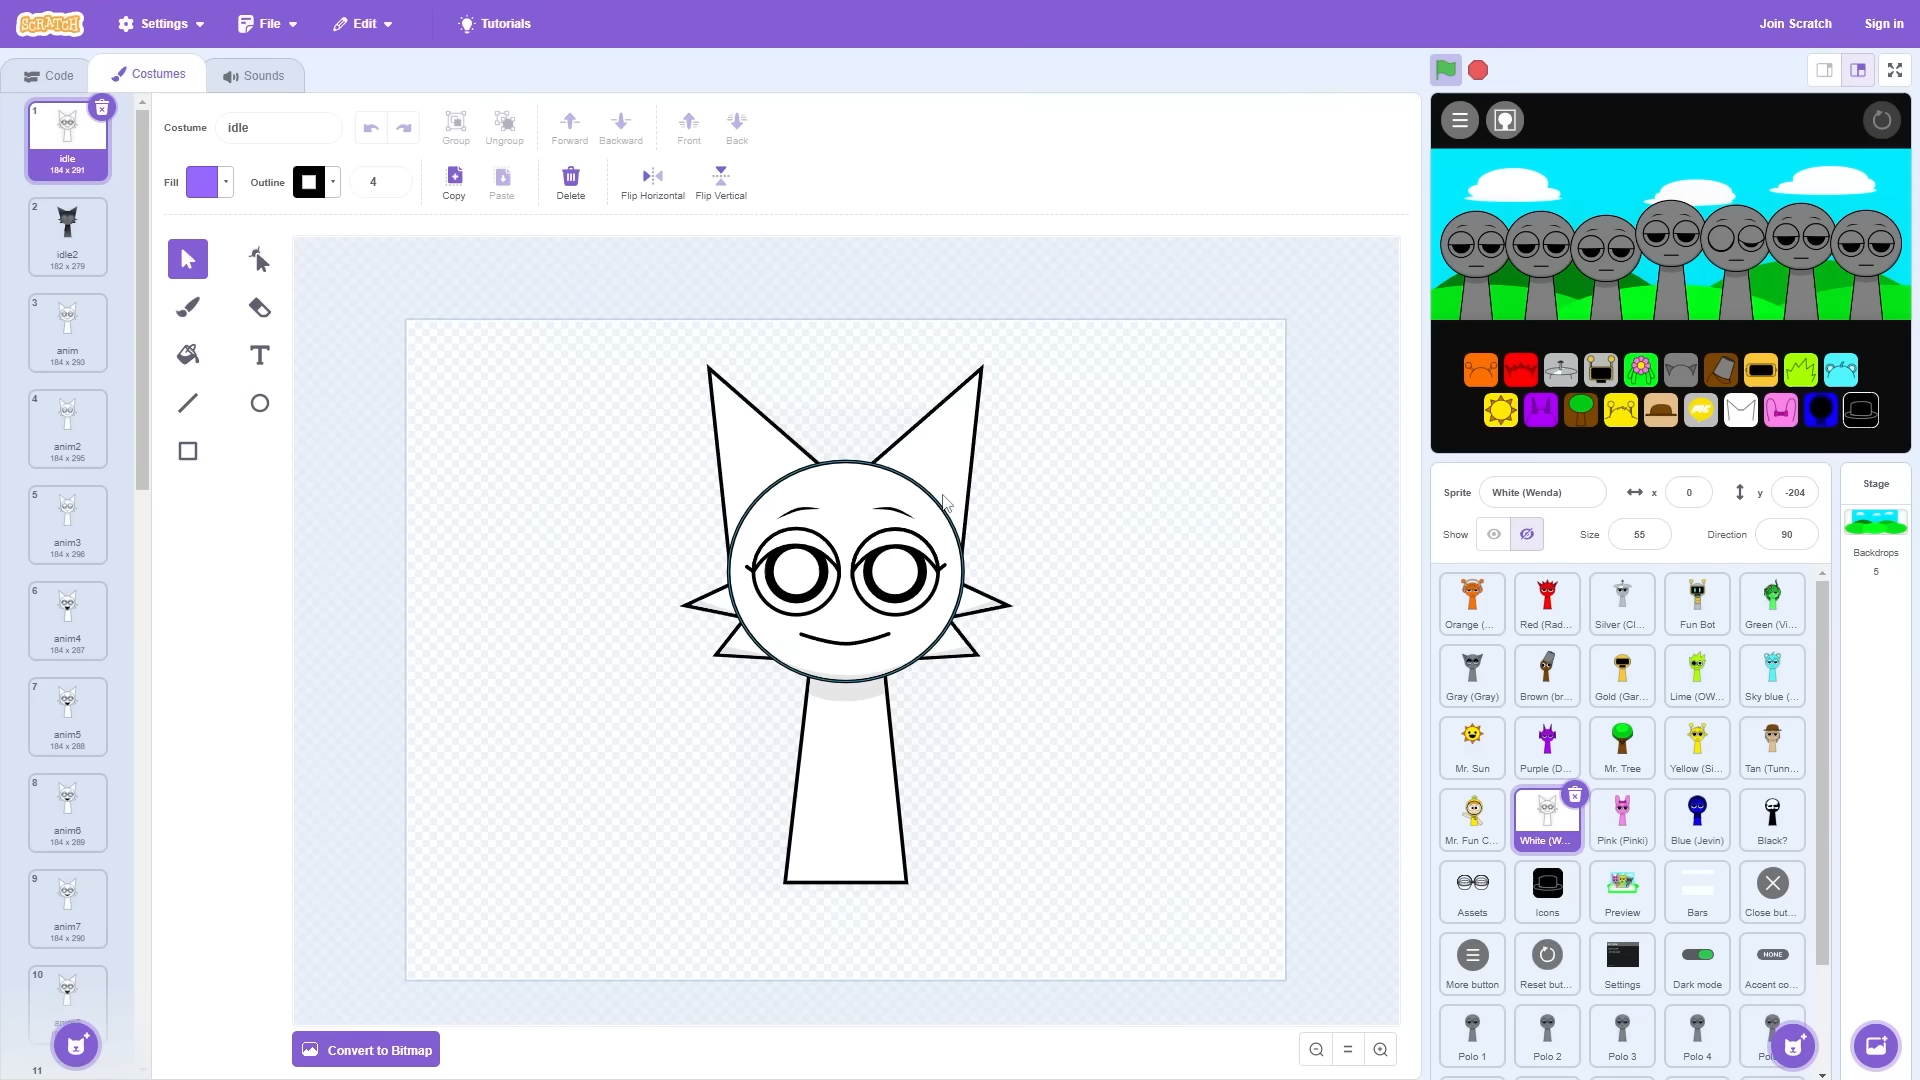 SCRATCH Settings File Edit Tutorials Join Scratch Sign in
Code Costumes Sounds
1
idle
184 x 291
2
idle2
182 x 279
3
anim
184 x 293
4
anim2
184 x 295
5
anim3
184 x 296
6
anim4
184 x 287
7
anim5
184 x 288
8
anim6
184 x 289
9
anim7
184 x 290
10
11
Costume idle
Group Ungroup Forward Backward Front Back
Fill Outline 4 Copy Paste Delete Flip Horizontal Flip Vertical
T
Convert to Bitmap
Sprite White (Wenda) x 0 y -204
Show Size 55 Direction 90
Orange (... Red (Rad... Silver (Cl... Fun Bot Green (Vi...
Gray (Gray) Brown (br... Gold (Gar... Lime (OW... Sky blue (...
Mr. Sun Purple (D... Mr. Tree Yellow (Si... Tan (Tunn...
Mr. Fun C... White (W... Pink (Pinki) Blue (Jevin) Black?
Assets Icons Preview Bars Close but...
NONE
More button Reset but... Settings Dark mode Accent co...
Polo 1 Polo 2 Polo 3 Polo 4
Stage
Backdrops
5